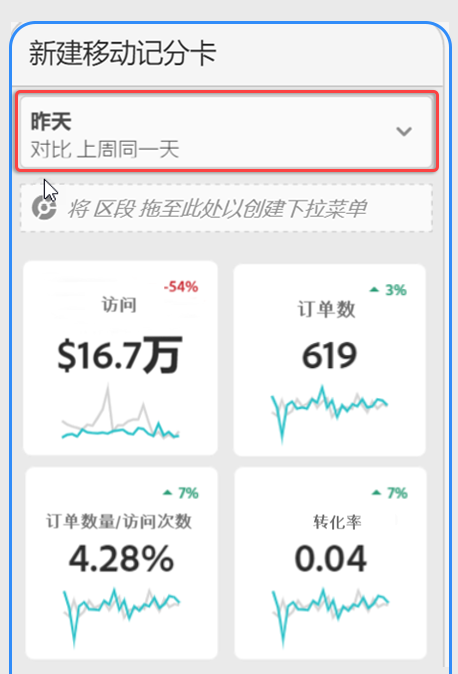 新建移动记分卡
昨天
对比 上周同一天
将 区段 拖至此处以创建下拉菜单
-54%
访问
$16.7万
3%
订单数
619
7%
订单数量/访问次数
4.28%
7%
转化率
0.04